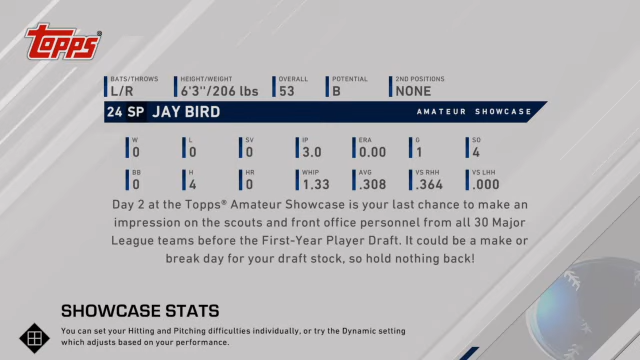 Topps®
BATS/THROWS HEIGHT/WEIGHT OVERALL POTENTIAL 2ND POSITIONS
L/R 6'3"/206 lbs 53 B NONE
24 SP JAY BIRD AMATEUR SHOWCASE
W L SV IP ERA G SO
0 0 0 3.0 0.00 1 4
BB H HR WHIP AVG VS RHH VS LHH
0 4 0 1.33 .308 .364 .000
Day 2 at the Topps® Amateur Showcase is your last chance to make an
impression on the scouts and front office personnel from all 30 Major
League teams before the First-Year Player Draft. It could be a make or
break day for your draft stock, so hold nothing back!
SHOWCASE STATS
You can set your Hitting and Pitching difficulties individually, or try the Dynamic setting
which adjusts based on your performance.